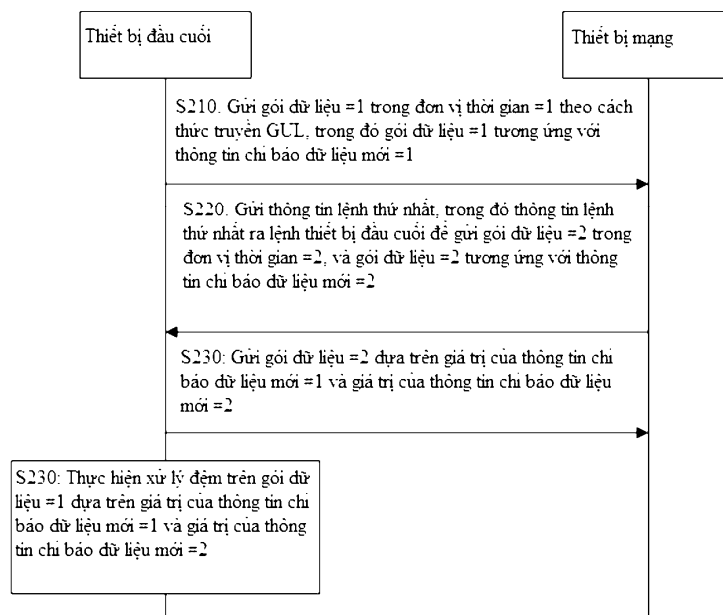 Thiết bị đầu cuối
Thiết bị mạng
S210. Gửi gói dữ liệu =1 trong đơn vị thời gian =1 theo cách
thức truyền GUL, trong đó gói dữ liệu =1 tương ứng với
thông tin chỉ báo dữ liệu mới =1
S220. Gửi thông tin lệnh thứ nhất, trong đó thông tin lệnh
thứ nhất ra lệnh thiết bị đầu cuối để gửi gói dữ liệu =2 trong
đơn vị thời gian =2, và gói dữ liệu =2 tương ứng với thông
tin chỉ báo dữ liệu mới =2
S230: Gửi gói dữ liệu =2 dựa trên giá trị của thông tin chỉ
báo dữ liệu mới =1 và giá trị của thông tin chỉ báo dữ liệu
mới =2
S230: Thực hiện xử lý đệm trên gói dữ
liệu =1 dựa trên giá trị của thông tin chỉ
báo dữ liệu mới =1 và giá trị của thông
tin chỉ báo dữ liệu mới =2